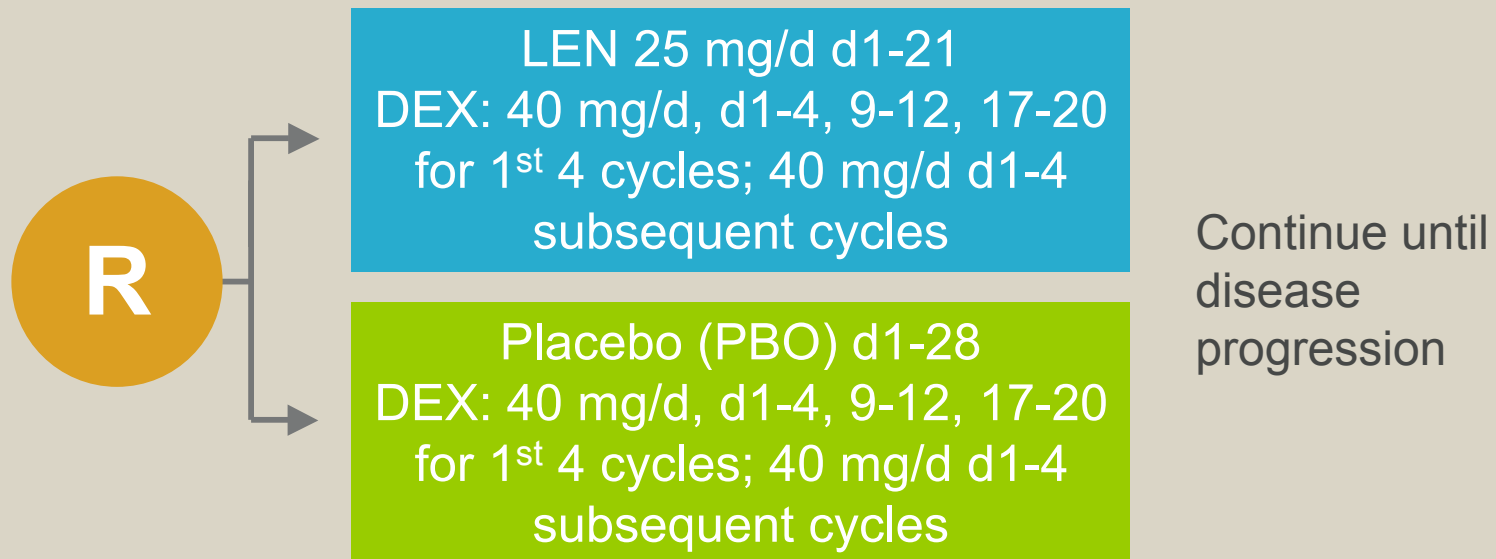 R
LEN 25 mg/d d1-21
DEX: 40 mg/d, d1-4, 9-12, 17-20
for 1st 4 cycles; 40 mg/d d1-4
subsequent cycles
Placebo (PBO) d1-28
DEX: 40 mg/d, d1-4, 9-12, 17-20
for 1st 4 cycles; 40 mg/d d1-4
subsequent cycles
Continue until
disease
progression